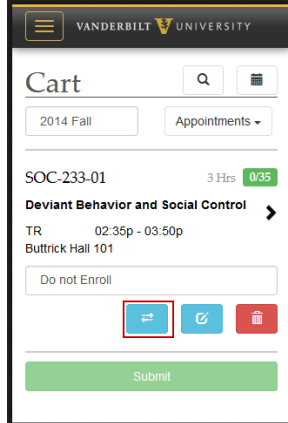 VANDERBILT UNIVERSITY
Cart
2014 Fall
Appointments
SOC-233-01 3 Hrs 0/35
Deviant Behavior and Social Control
TR 02:35p - 03:50p
Buttrick Hall 101
Do not Enroll
Submit